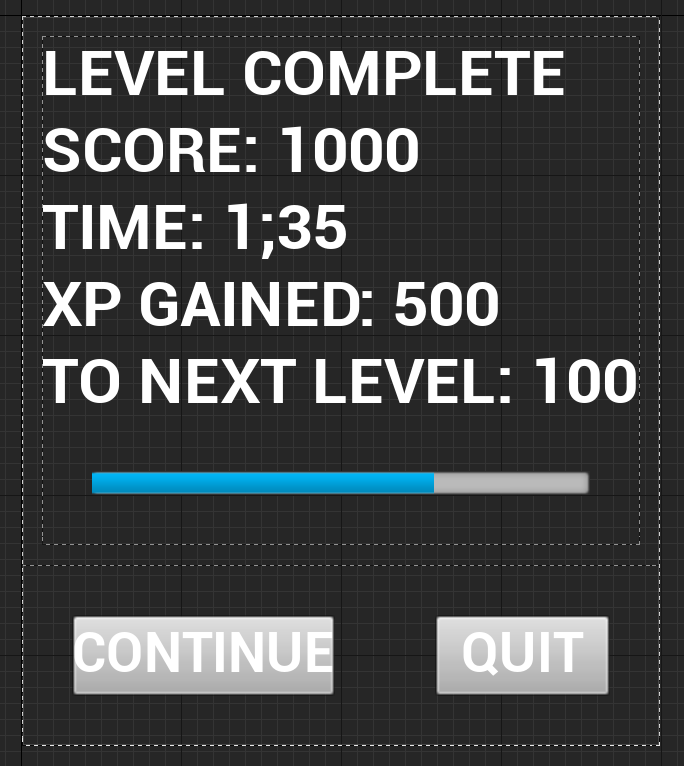 LEVEL COMPLETE
SCORE: 1000
TIME: 1;35
XP GAINED: 500
TO NEXT LEVEL: 100
CONTINUE
QUIT